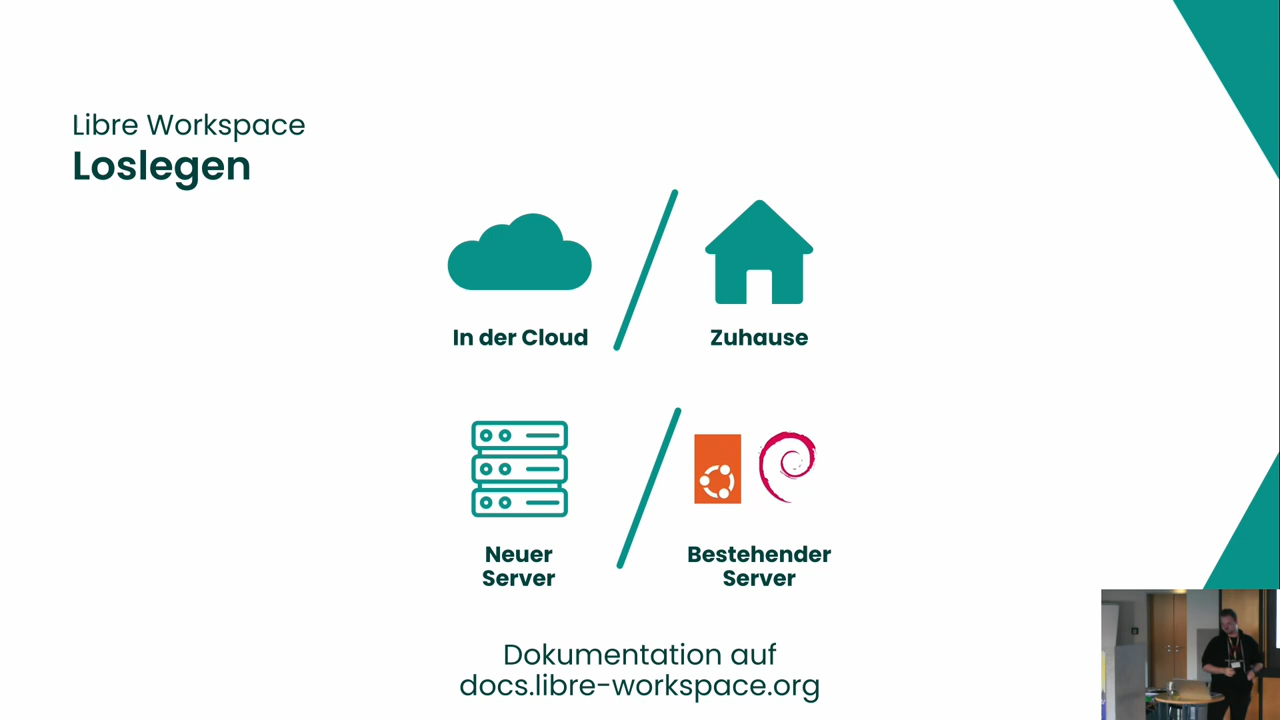 Libre Workspace
Loslegen
In der Cloud
Zuhause
Neuer
Server
Bestehender
Server
Dokumentation auf
docs.libre-workspace.org